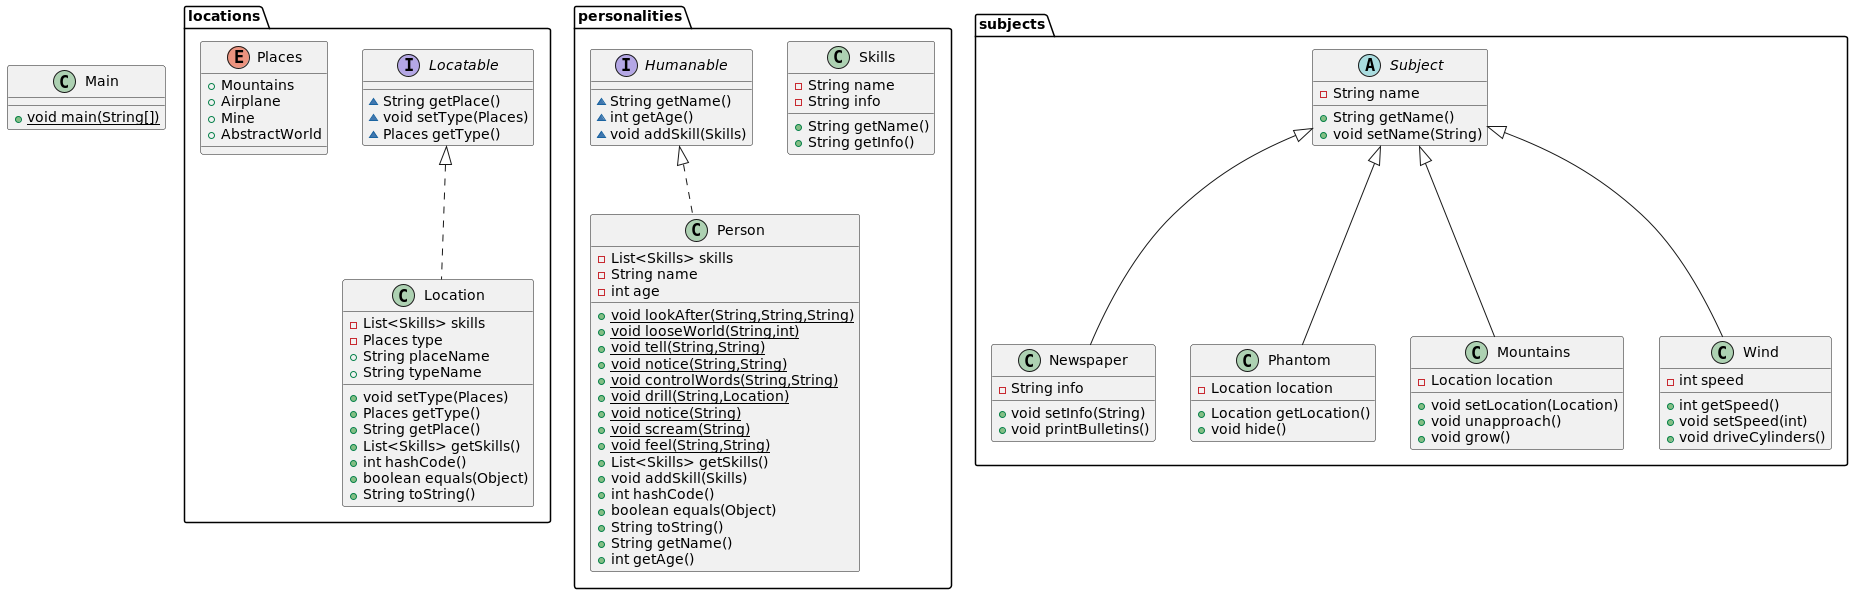 Main
void main(String[])
locations
E Places
Mountains
Airplane
Mine
AbstractWorld
I Locatable
String getPlace()
void setType(Places)
Places getType()
C Location
List<Skills> skills
Places type
String placeName
String typeName
void setType(Places)
Places getType()
String getPlace()
List<Skills> getSkills()
int hashCode()
boolean equals(Object)
String toString()
personalities
I Humanable
String getName()
int getAge()
void addSkill(Skills)
C Skills
String name
String info
String getName()
String getInfo()
C Person
List<Skills> skills
String name
int age
void lookAfter(String,String,String)
void looseWorld(String,int)
void tell(String,String)
void notice(String,String)
void controlWords(String,String)
void drill(String,Location)
void notice(String)
void scream(String)
void feel(String,String)
List<Skills> getSkills()
void addSkill(Skills)
int hashCode()
boolean equals(Object)
String toString()
String getName()
int getAge()
subjects
A Subject
String name
String getName()
void setName(String)
C Newspaper
String info
void setInfo(String)
void printBulletins()
C Phantom
Location location
Location getLocation()
void hide()
C Mountains
Location location
void setLocation(Location)
void unapproach()
void grow()
C Wind
int speed
int getSpeed()
void setSpeed(int)
void driveCylinders()